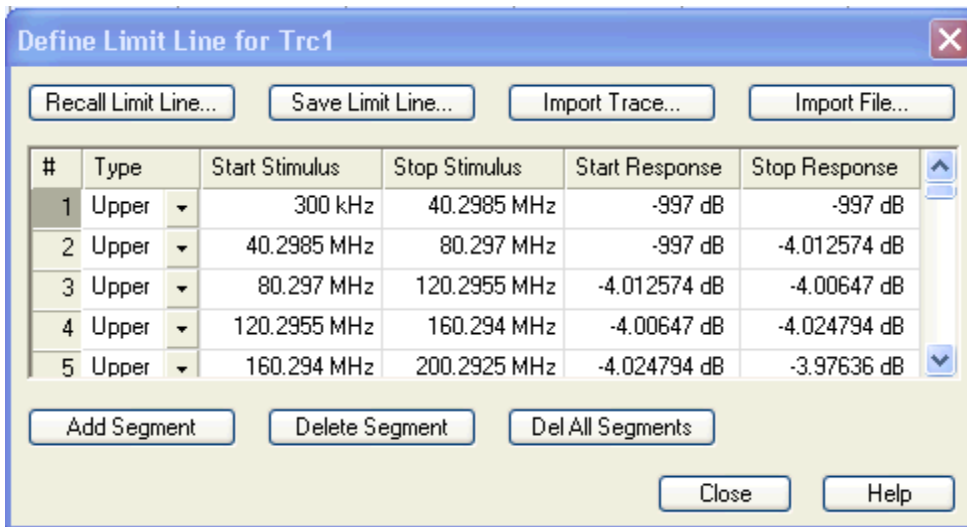 Define Limit Line for Trc1
Recall Limit Line... Save Limit Line... Import Trace... Import File...
# Type Start Stimulus Stop Stimulus Start Response Stop Response
1 Upper 300 kHz 40.2985 MHz -997 dB -997 dB
2 Upper 40.2985 MHz 80.297 MHz -997 dB -4.012574 dB
3 Upper 80.297 MHz 120.2955 MHz -4.012574 dB -4.00647 dB
4 Upper 120.2955 MHz 160.294 MHz -4.00647 dB -4.024794 dB
5 Upper 160.294 MHz 200.2925 MHz -4.024794 dB -3.97636 dB
Add Segment Delete Segment Del All Segments
Close Help